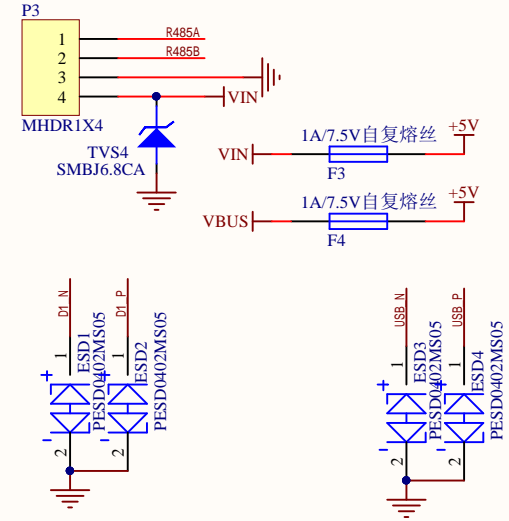 P3
1
R485A
2
R485B
3
4
VIN
MHDR1X4
TVS4
SMBJ6.8CA
1A/7.5V自复熔丝
+5V
VIN
F3
1A/7.5V自复熔丝
+5V
VBUS
F4
D1_N
D1_P
1
1
+
+
ESD1
PESD0402MS05
ESD2
PESD0402MS05
-
-
2
2
USB_N
USB_P
1
1
+
+
ESD3
PESD0402MS05
ESD4
PESD0402MS05
-
-
2
2